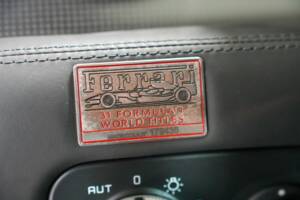 Ferrari
31 FORMULA 1
WORLD TITLES
AUT 0